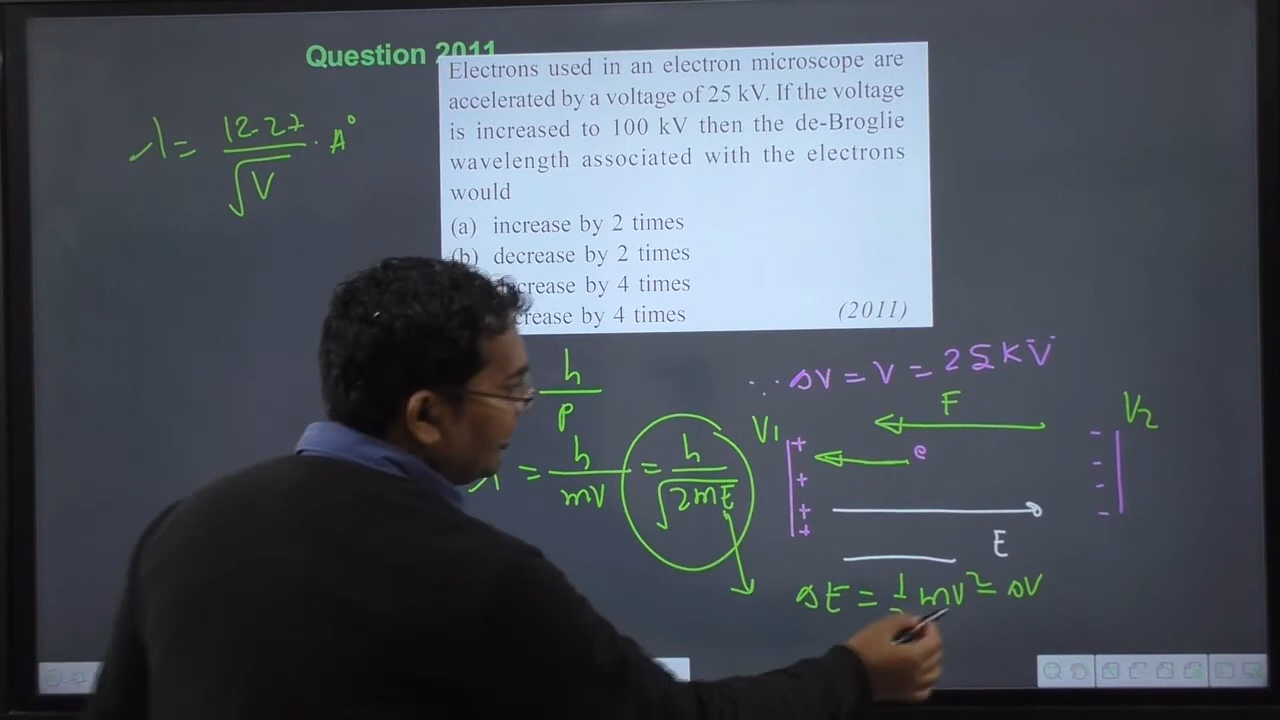 Question 2011
Electrons used in an electron microscope are
accelerated by a voltage of 25 kV. If the voltage
is increased to 100 kV then the de-Broglie
wavelength associated with the electrons
would
(a) increase by 2 times
(b) decrease by 2 times
crease by 4 times
crease by 4 times
(2011)
λ = 12.27 / √V . A°
h / p
λ = h / mv = h / √2mE
∴ ΔV = V = 25 KV
F
V1
V2
e
+ + + +
- - - -
E
ΔE = 1/2 mv² = ΔV